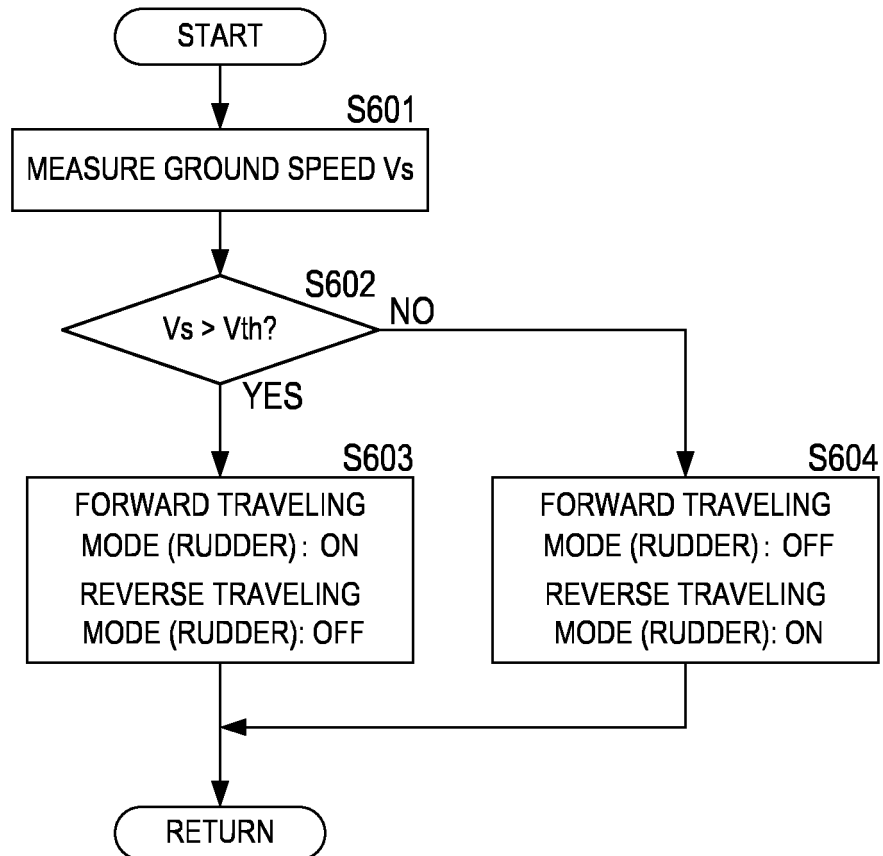 START
S601
MEASURE GROUND SPEED Vs
S602
Vs > Vth?
NO
YES
S603
FORWARD TRAVELING
MODE (RUDDER) : ON
REVERSE TRAVELING
MODE (RUDDER): OFF
S604
FORWARD TRAVELING
MODE (RUDDER) : OFF
REVERSE TRAVELING
MODE (RUDDER): ON
RETURN